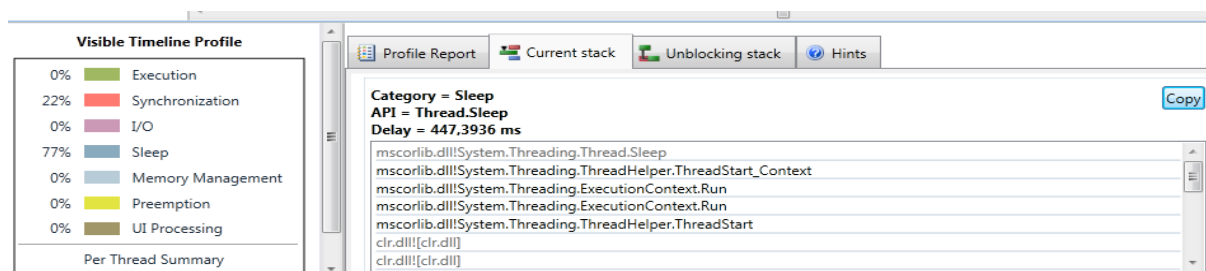 Visible Timeline Profile
0% Execution
22% Synchronization
0% I/O
77% Sleep
0% Memory Management
0% Preemption
0% UI Processing
Per Thread Summary
Profile Report
Current stack
Unblocking stack
Hints
Category = Sleep
API = Thread.Sleep
Delay = 447,3936 ms
Copy
mscorlib.dll!System.Threading.Thread.Sleep
mscorlib.dll!System.Threading.ThreadHelper.ThreadStart_Context
mscorlib.dll!System.Threading.ExecutionContext.Run
mscorlib.dll!System.Threading.ExecutionContext.Run
mscorlib.dll!System.Threading.ThreadHelper.ThreadStart
clr.dll![clr.dll]
clr.dll![clr.dll]